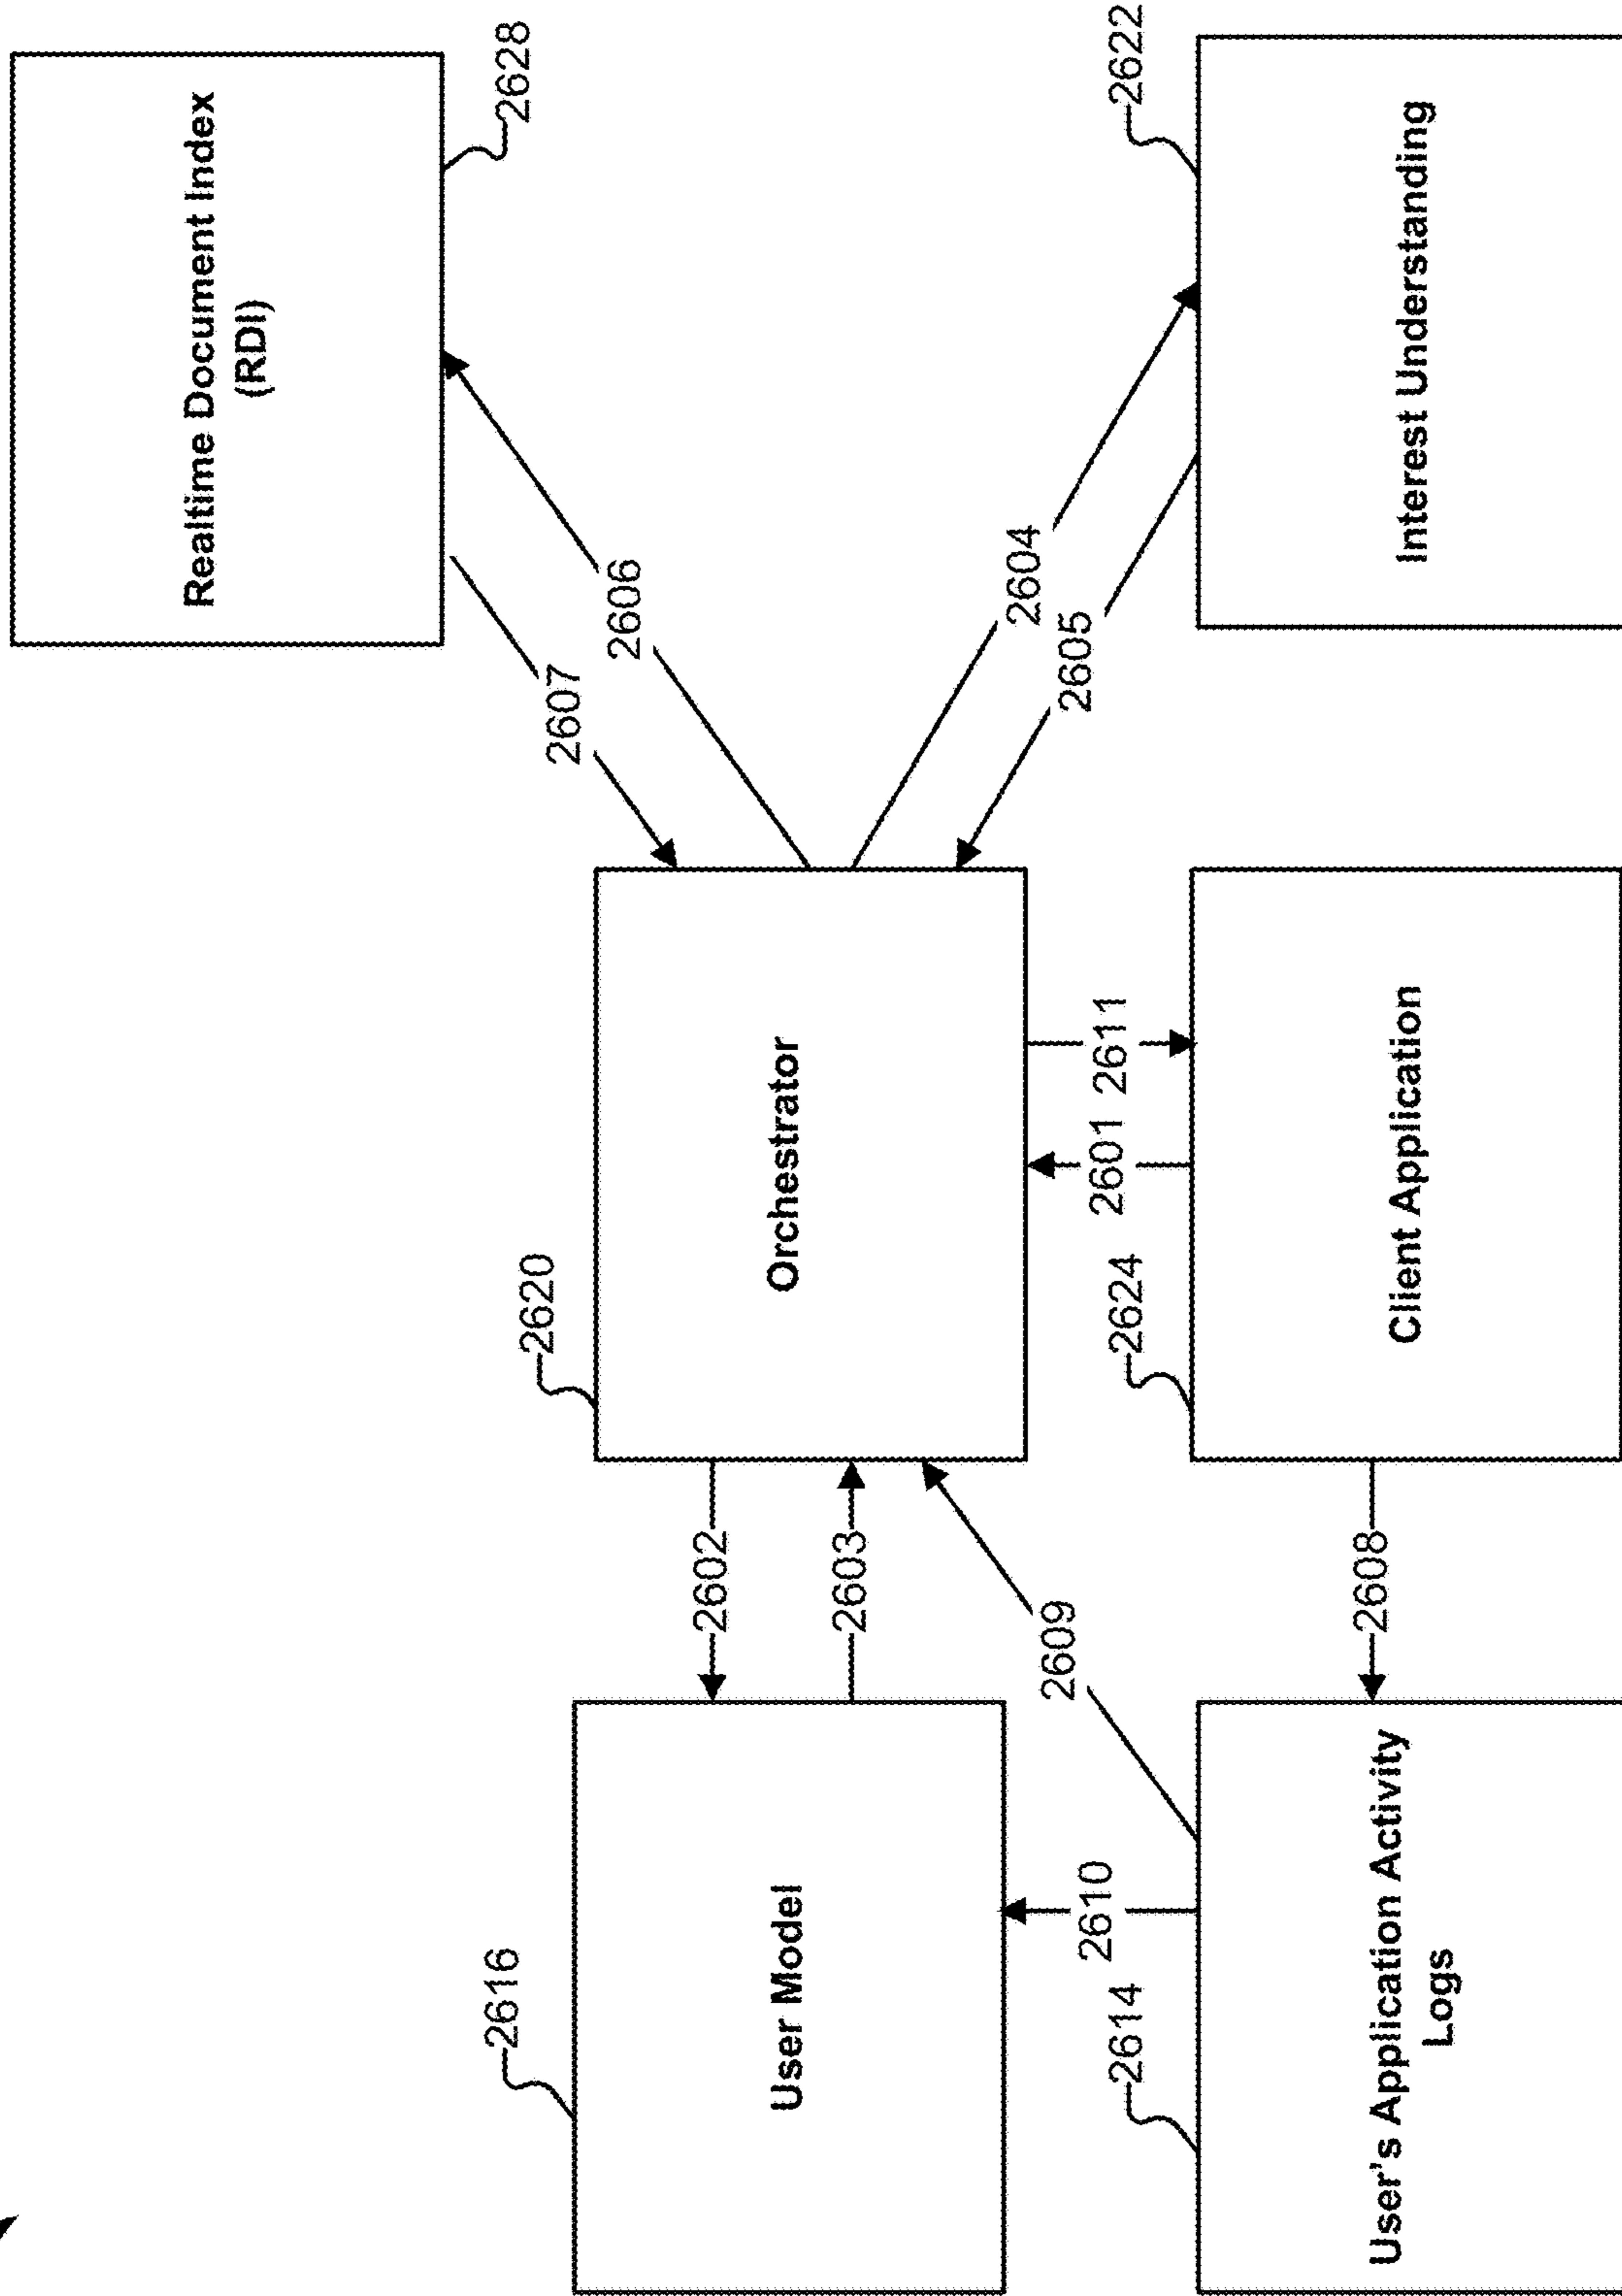 Realtime Document Index
(RDI)
2628
2607
2606
2620
Orchestrator
2616
User Model
2602
2603
2609
2610
2614
User's Application Activity
Logs
2608
2624
Client Application
2601
2611
2604
2605
2622
Interest Understanding